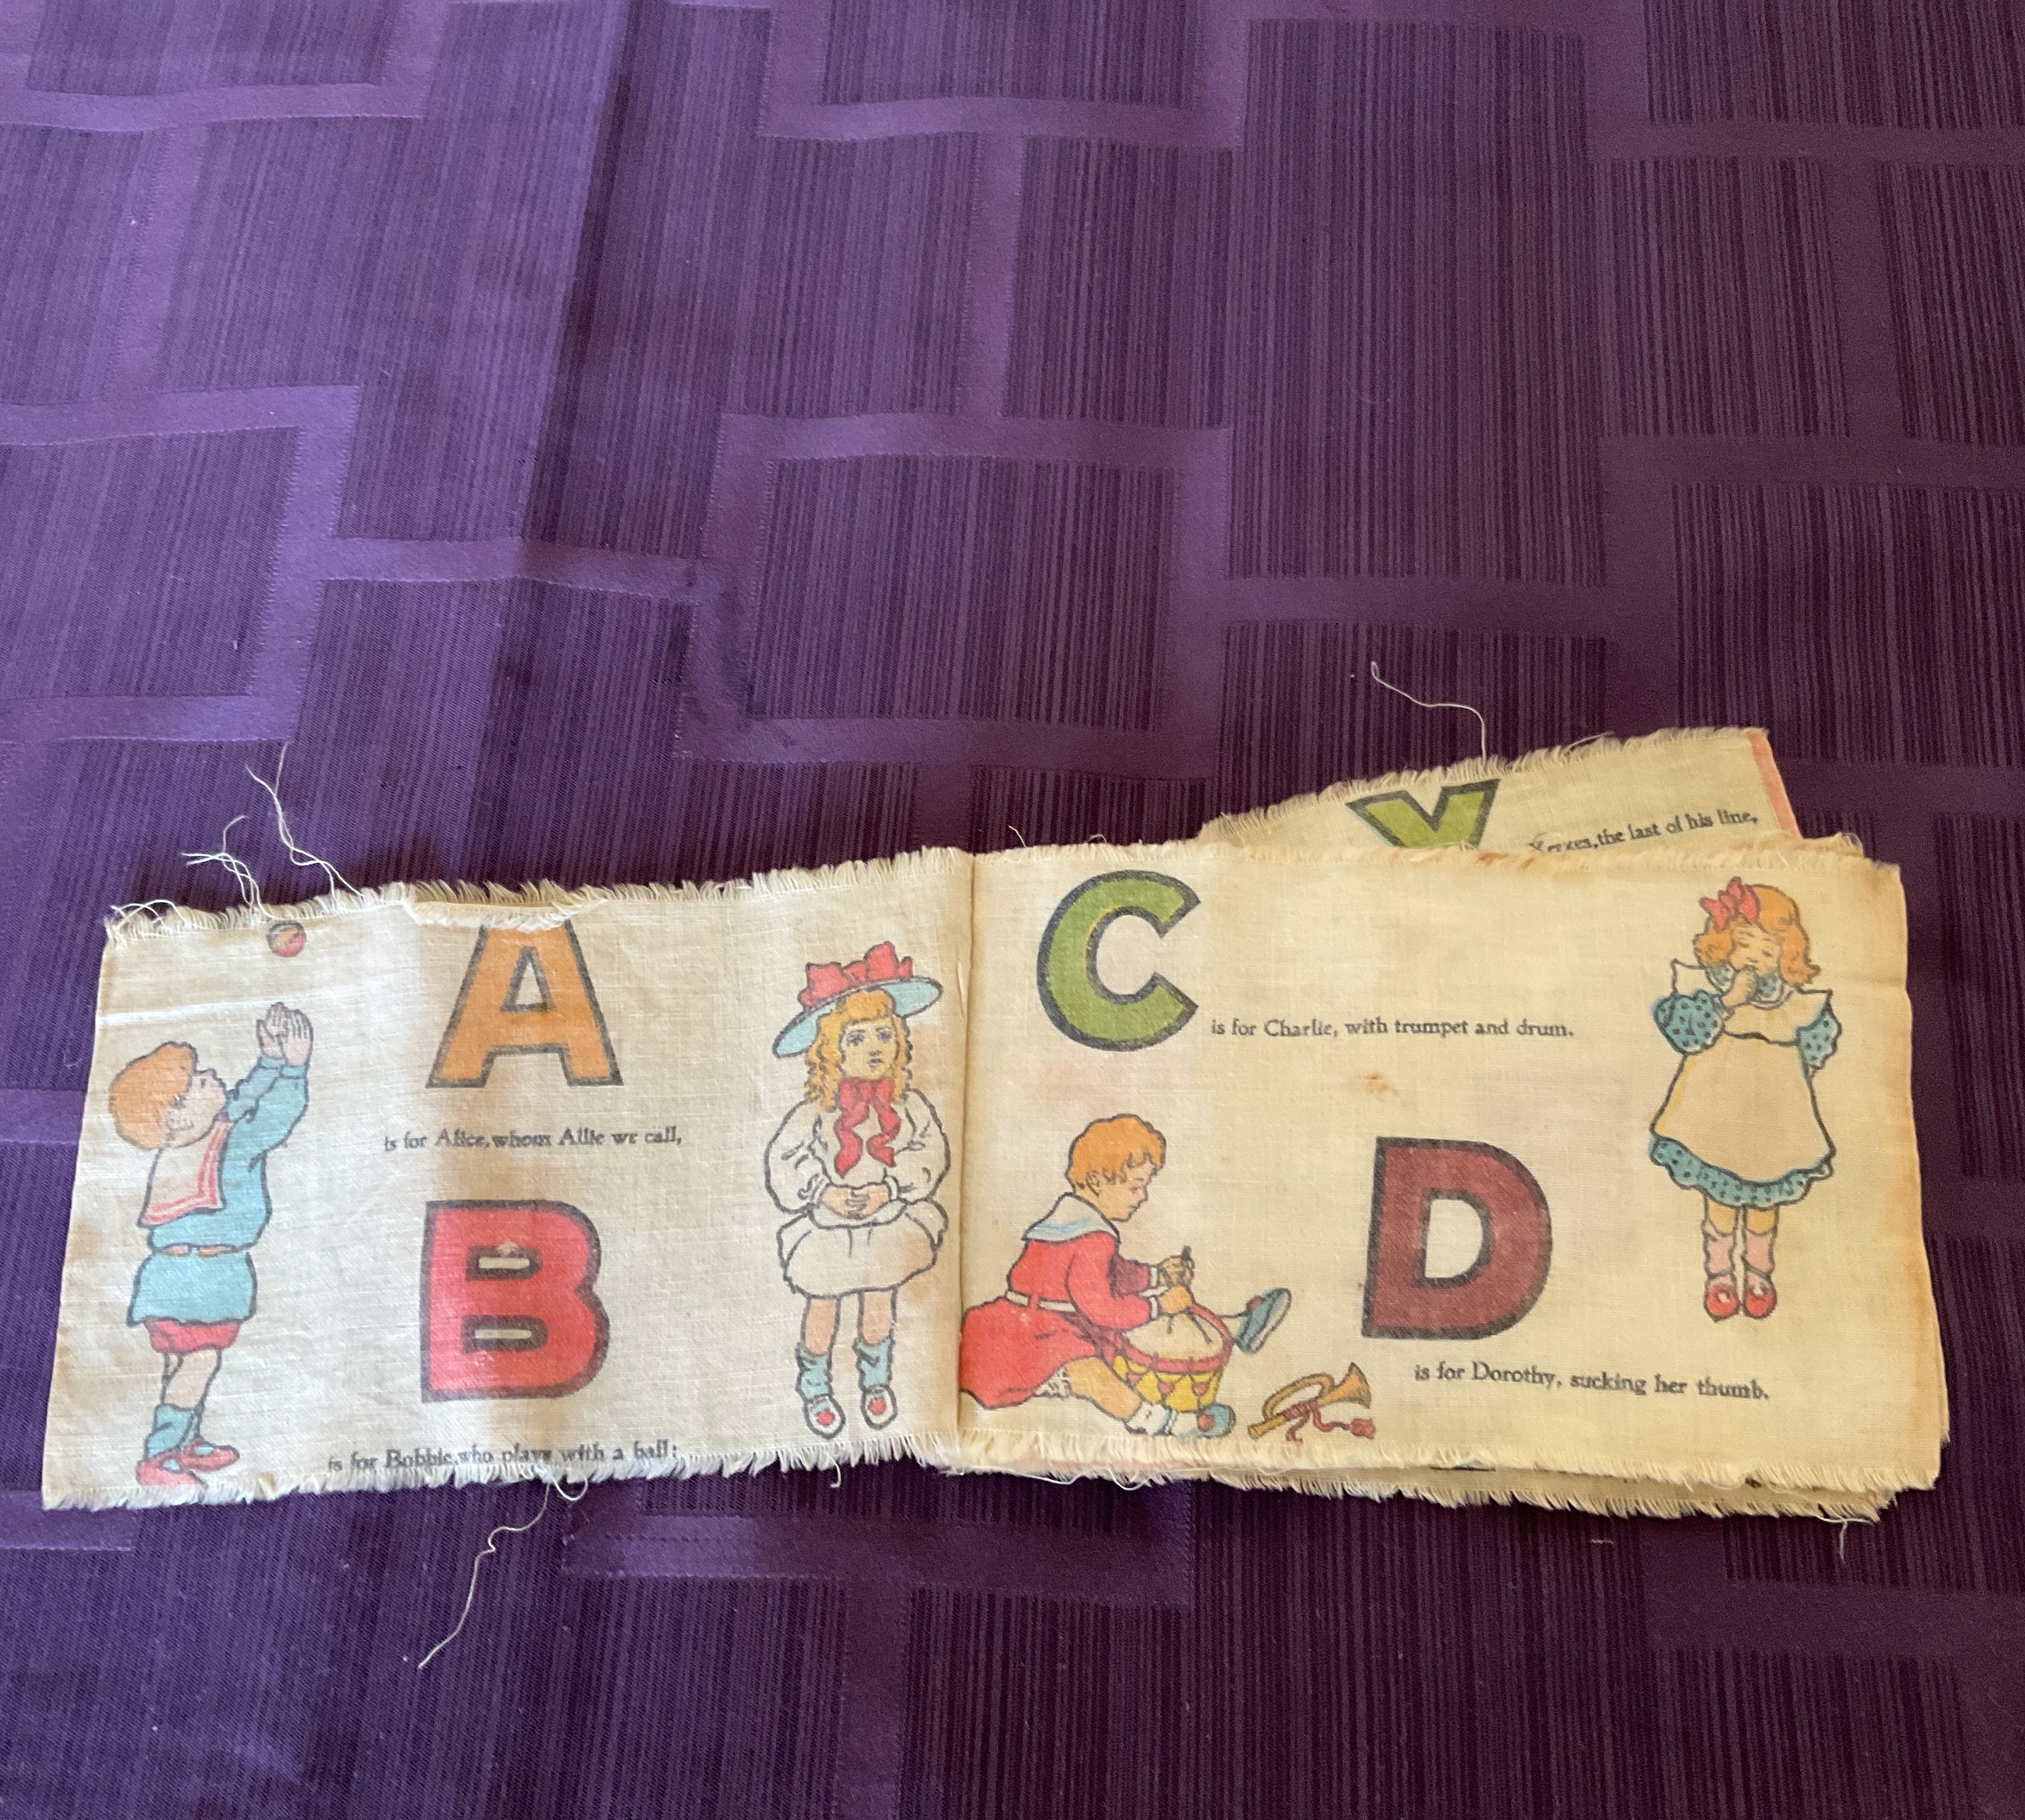 A
is for Alice, whom Allie we call,
B
is for Bobbie, who plays with a ball;
C
is for Charlie, with trumpet and drum.
D
is for Dorothy, sucking her thumb.
X
Xerxes, the last of his line,